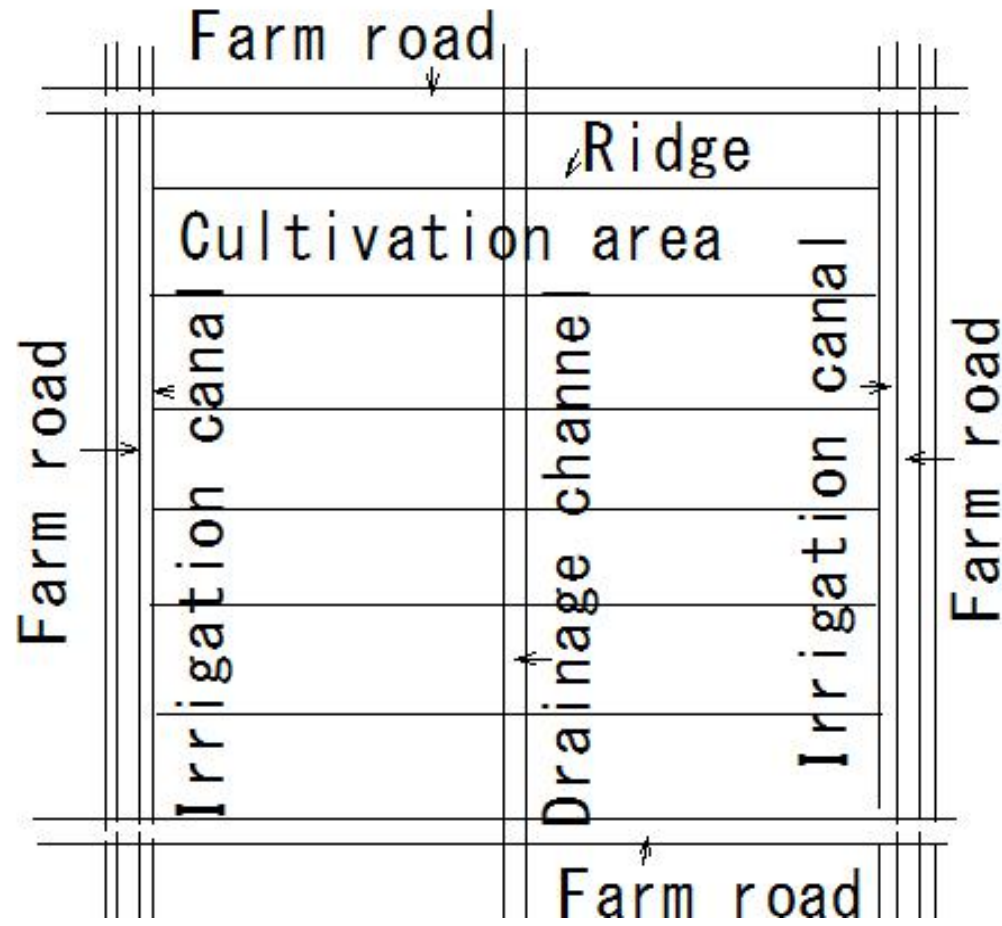 Farm road
Ridge
Cultivation area
Farm road
Irrigation canal
Drainage channel
Irrigation canal
Farm road
Farm road